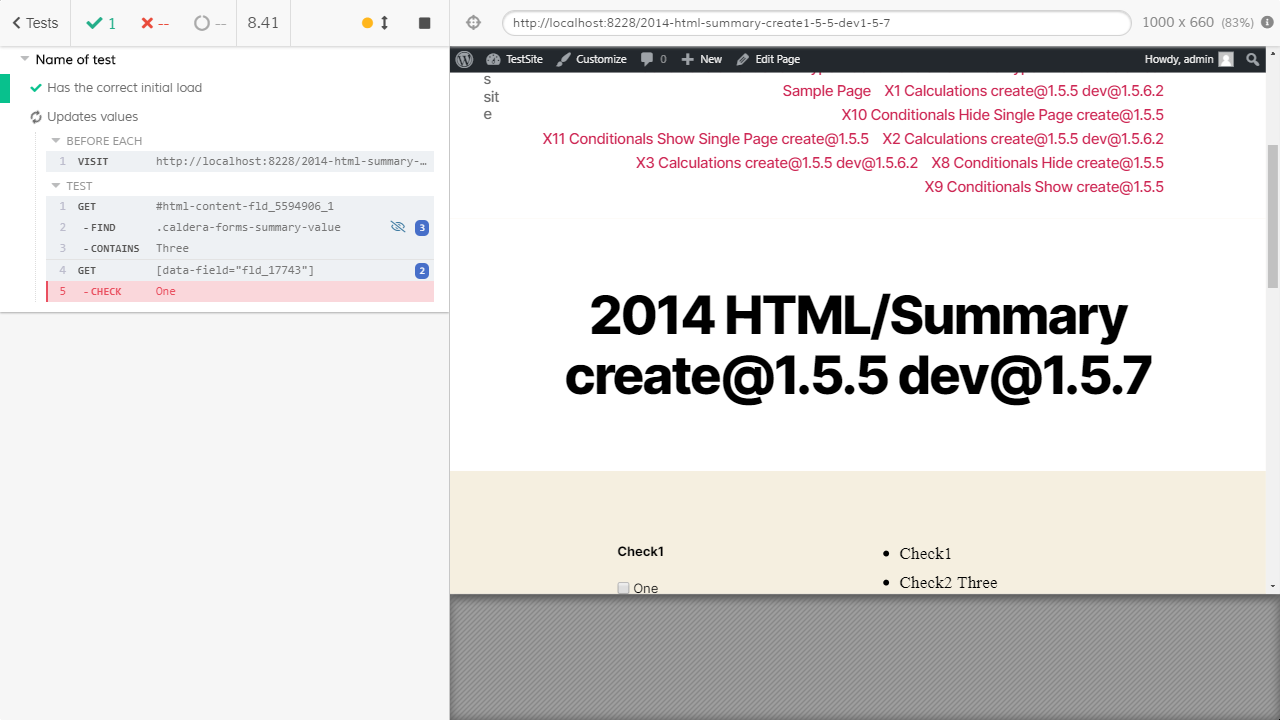 Tests
1
--
--
8.41
Name of test
Has the correct initial load
Updates values
BEFORE EACH
1 VISIT http://localhost:8228/2014-html-summary-…
TEST
1 GET #html-content-fld_5594906_1
2 -FIND .caldera-forms-summary-value 3
3 -CONTAINS Three
4 GET [data-field="fld_17743"] 2
5 -CHECK One
http://localhost:8228/2014-html-summary-create1-5-5-dev1-5-7
1000 x 660 (83%)
TestSite Customize 0 New Edit Page Howdy, admin
s
sit
e
Sample Page X1 Calculations create@1.5.5 dev@1.5.6.2
X10 Conditionals Hide Single Page create@1.5.5
X11 Conditionals Show Single Page create@1.5.5 X2 Calculations create@1.5.5 dev@1.5.6.2
X3 Calculations create@1.5.5 dev@1.5.6.2 X8 Conditionals Hide create@1.5.5
X9 Conditionals Show create@1.5.5
2014 HTML/Summary
create@1.5.5 dev@1.5.7
Check1
One
Check1
Check2 Three